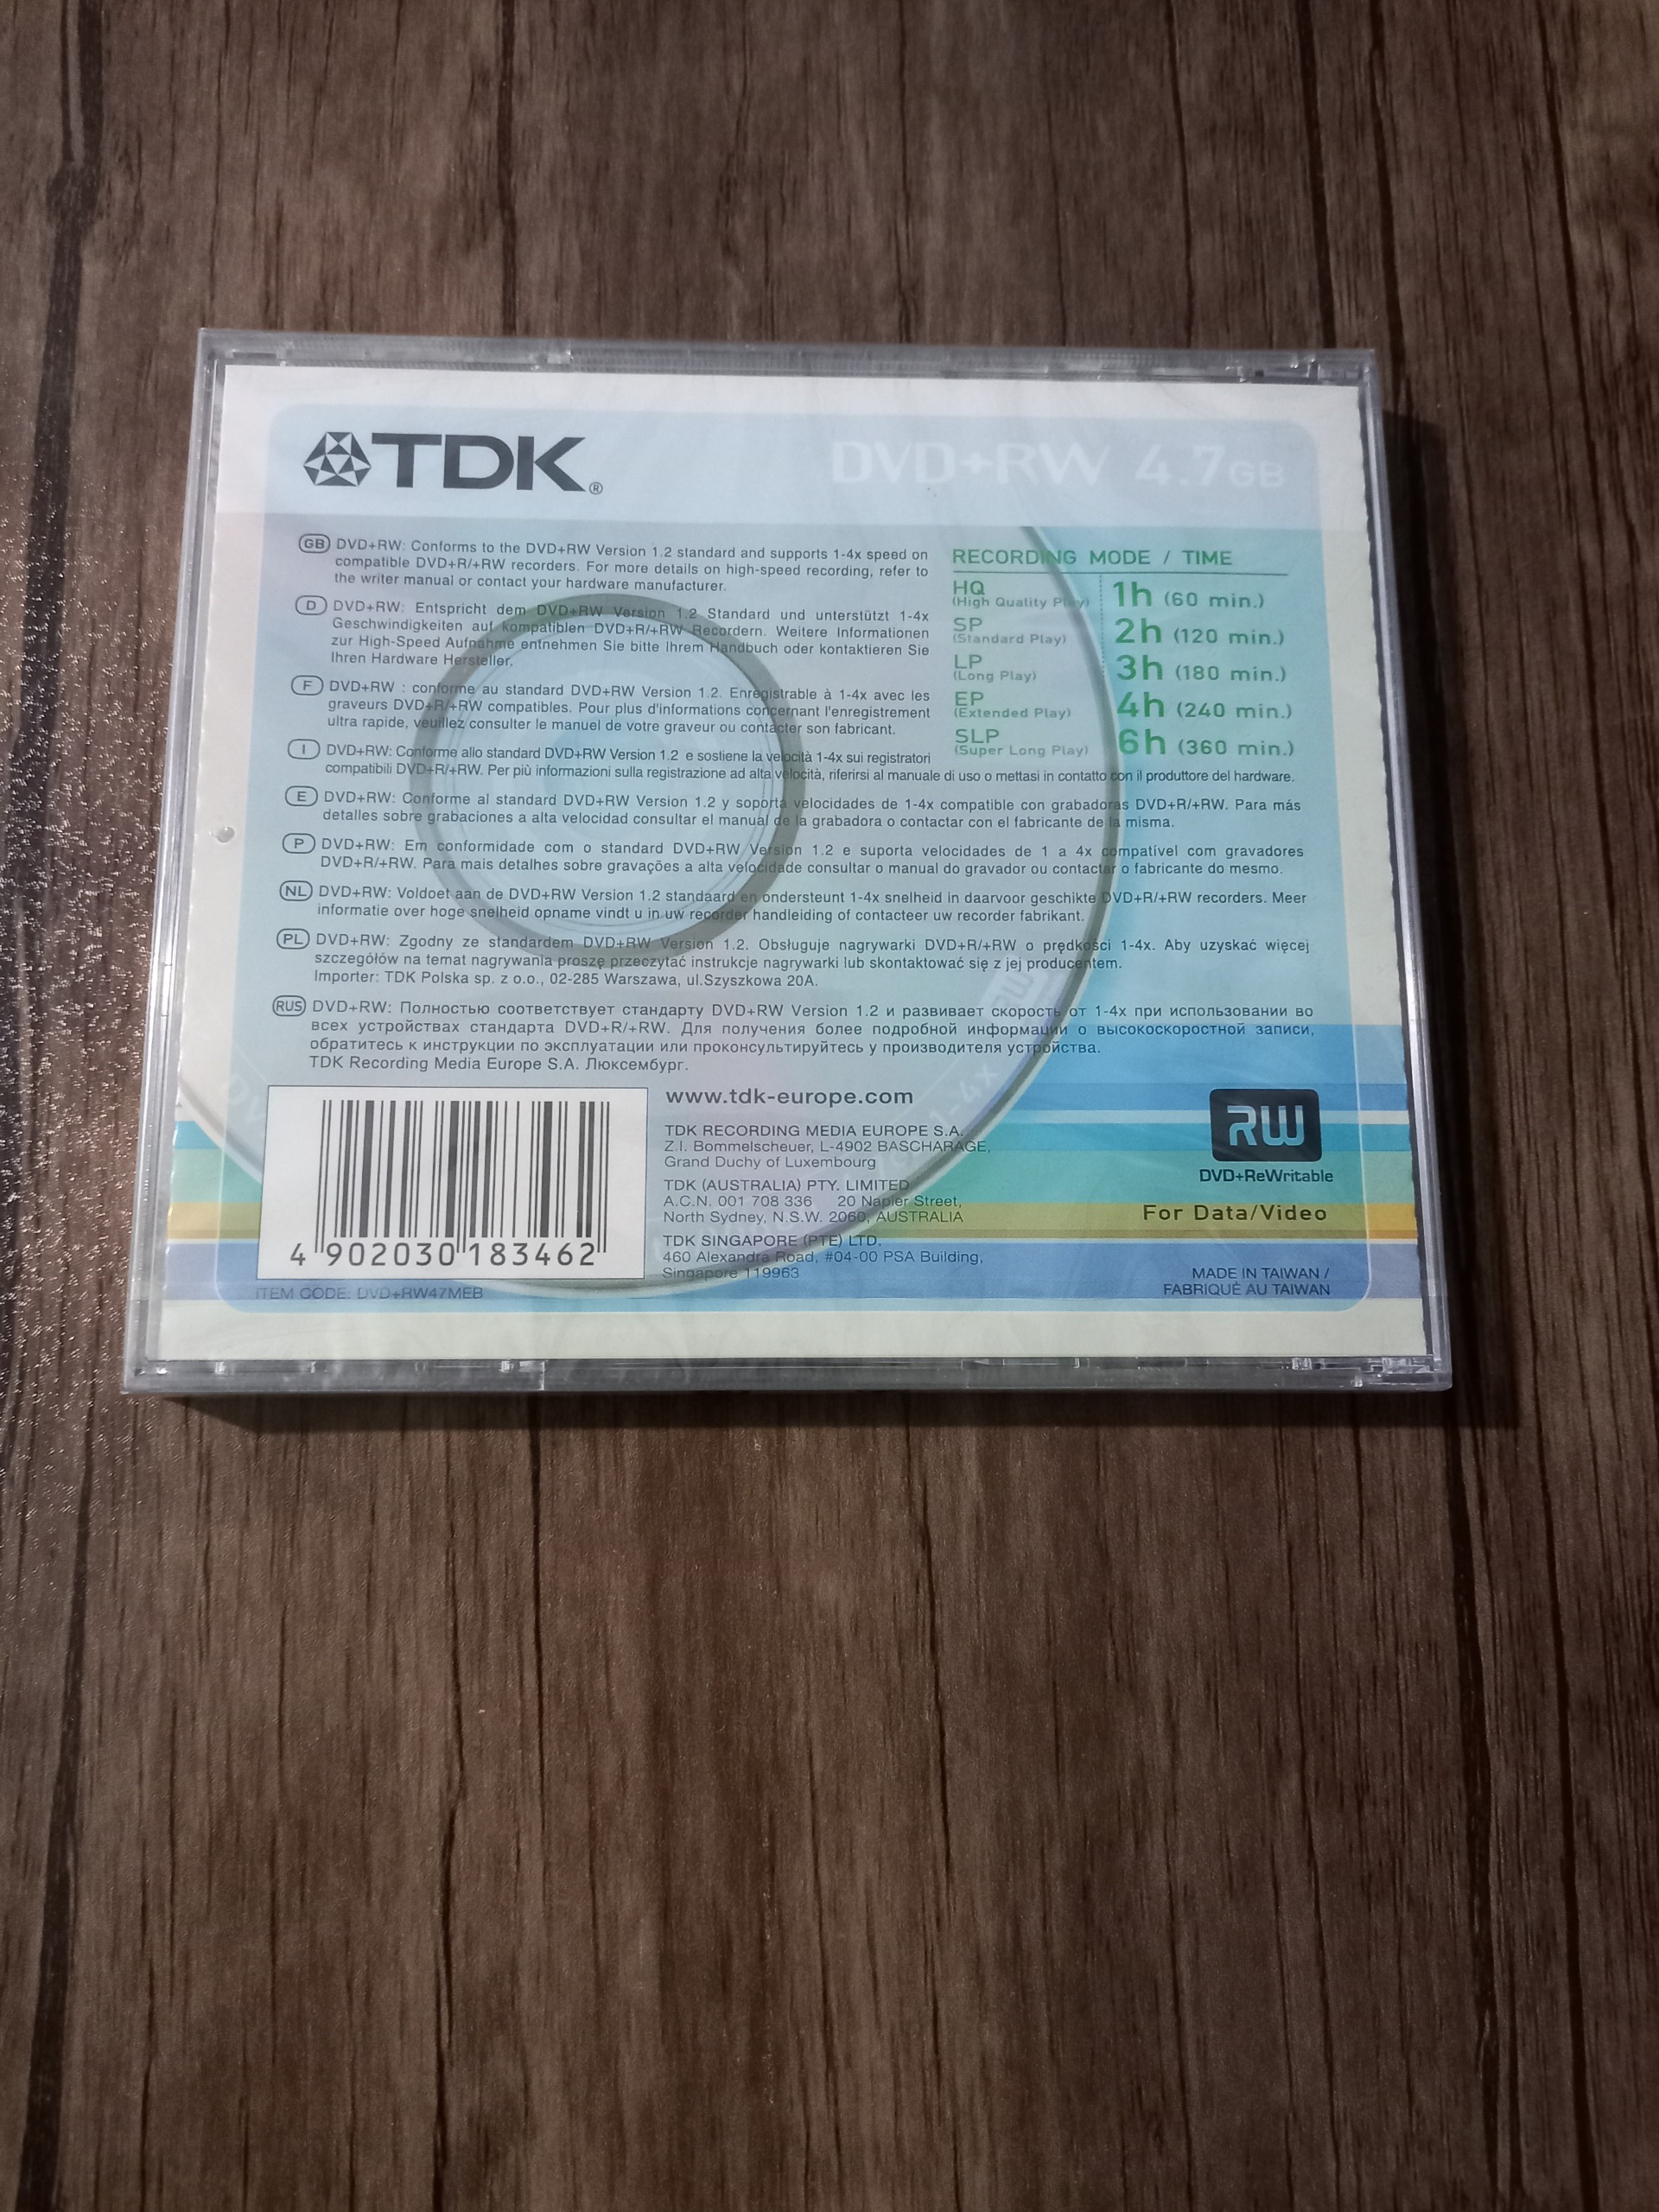 TDK®
DVD+RW 4.7GB
GB DVD+RW: Conforms to the DVD+RW Version 1.2 standard and supports 1-4x speed on
compatible DVD+R/+RW recorders. For more details on high-speed recording, refer to
the writer manual or contact your hardware manufacturer.
D DVD+RW: Entspricht dem DVD+RW Version 1.2 Standard und unterstützt 1-4x
Geschwindigkeiten auf kompatiblen DVD+R/+RW Recordern. Weitere Informationen
zur High-Speed Aufnahme entnehmen Sie bitte Ihrem Handbuch oder kontaktieren Sie
Ihren Hardware Hersteller.
F DVD+RW : conforme au standard DVD+RW Version 1.2. Enregistrable à 1-4x avec les
graveurs DVD+R/+RW compatibles. Pour plus d'informations concernant l'enregistrement
ultra rapide, veuillez consulter le manuel de votre graveur ou contacter son fabricant.
I DVD+RW: Conforme allo standard DVD+RW Version 1.2 e sostiene la velocità 1-4x sui registratori
compatibili DVD+R/+RW. Per più informazioni sulla registrazione ad alta velocità, riferirsi al manuale di uso o mettasi in contatto con il produttore del hardware.
E DVD+RW: Conforme al standard DVD+RW Version 1.2 y soporta velocidades de 1-4x compatible con grabadoras DVD+R/+RW. Para más
detalles sobre grabaciones a alta velocidad consultar el manual de la grabadora o contactar con el fabricante de la misma.
P DVD+RW: Em conformidade com o standard DVD+RW Version 1.2 e suporta velocidades de 1 a 4x compatível com gravadores
DVD+R/+RW. Para mais detalhes sobre gravações a alta velocidade consultar o manual do gravador ou contactar o fabricante do mesmo.
NL DVD+RW: Voldoet aan de DVD+RW Version 1.2 standaard en ondersteunt 1-4x snelheid in daarvoor geschikte DVD+R/+RW recorders. Meer
informatie over hoge snelheid opname vindt u in uw recorder handleiding of contacteer uw recorder fabrikant.
PL DVD+RW: Zgodny ze standardem DVD+RW Version 1.2. Obsługuje nagrywarki DVD+R/+RW o prędkości 1-4x. Aby uzyskać więcej
szczegółów na temat nagrywania proszę przeczytać instrukcje nagrywarki lub skontaktować się z jej producentem.
Importer: TDK Polska sp. z o.o., 02-285 Warszawa, ul.Szyszkowa 20A.
RUS DVD+RW: Полностью соответствует стандарту DVD+RW Version 1.2 и развивает скорость от 1-4x при использовании во
всех устройствах стандарта DVD+R/+RW. Для получения более подробной информации о высокоскоростной записи,
обратитесь к инструкции по эксплуатации или проконсультируйтесь у производителя устройства.
TDK Recording Media Europe S.A. Люксембург.
RECORDING MODE / TIME
HQ 1h (60 min.)
(High Quality Play)
SP 2h (120 min.)
(Standard Play)
LP 3h (180 min.)
(Long Play)
EP 4h (240 min.)
(Extended Play)
SLP 6h (360 min.)
(Super Long Play)
4 902030 183462
ITEM CODE: DVD+RW47MEB
www.tdk-europe.com
TDK RECORDING MEDIA EUROPE S.A.
Z.I. Bommelscheuer, L-4902 BASCHARAGE,
Grand Duchy of Luxembourg
TDK (AUSTRALIA) PTY. LIMITED
A.C.N. 001 708 336 20 Napier Street,
North Sydney, N.S.W. 2060, AUSTRALIA
TDK SINGAPORE (PTE) LTD.
460 Alexandra Road, #04-00 PSA Building,
Singapore 119963
RW
DVD+ReWritable
For Data/Video
MADE IN TAIWAN /
FABRIQUÉ AU TAIWAN
RW
1-4x